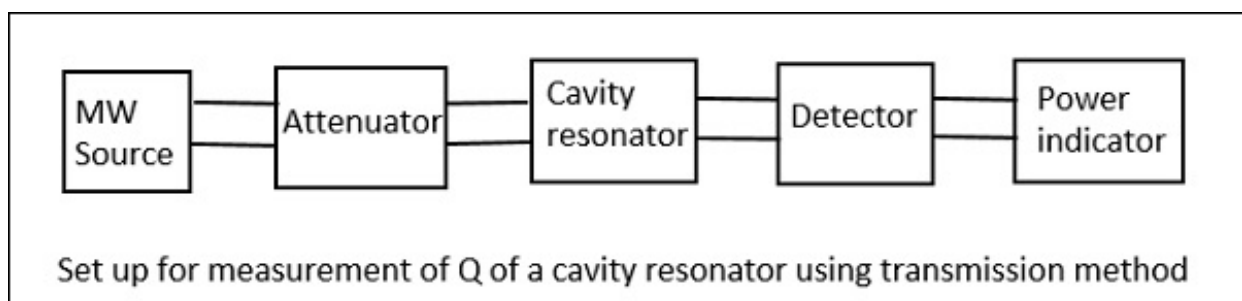 MW
Source
Attenuator
Cavity
resonator
Detector
Power
indicator
Set up for measurement of Q of a cavity resonator using transmission method